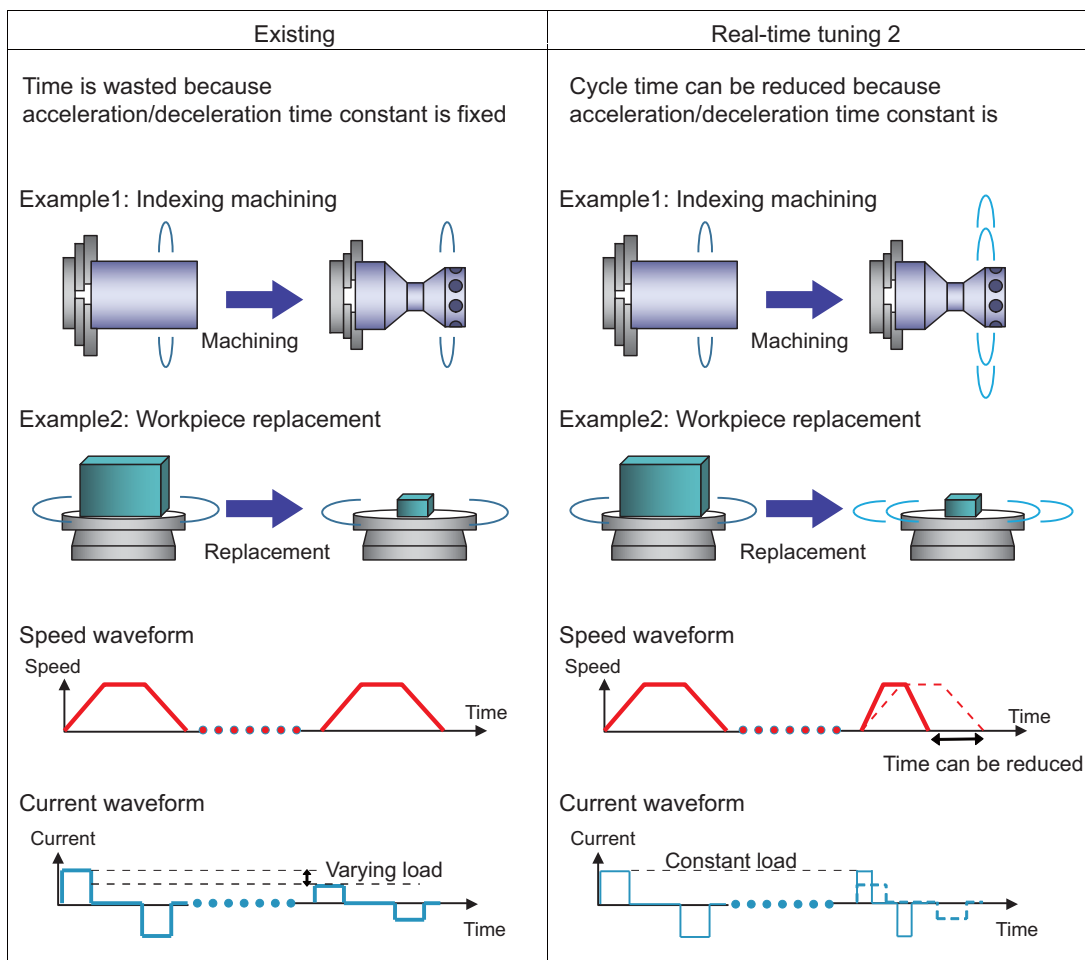 Existing
Real-time tuning 2
Time is wasted because
acceleration/deceleration time constant is fixed
Cycle time can be reduced because
acceleration/deceleration time constant is
Example1: Indexing machining
Machining
Example1: Indexing machining
Machining
Example2: Workpiece replacement
Replacement
Example2: Workpiece replacement
Replacement
Speed waveform
Speed
Time
Speed waveform
Speed
Time
Time can be reduced
Current waveform
Current
Varying load
Time
Current waveform
Current
Constant load
Time